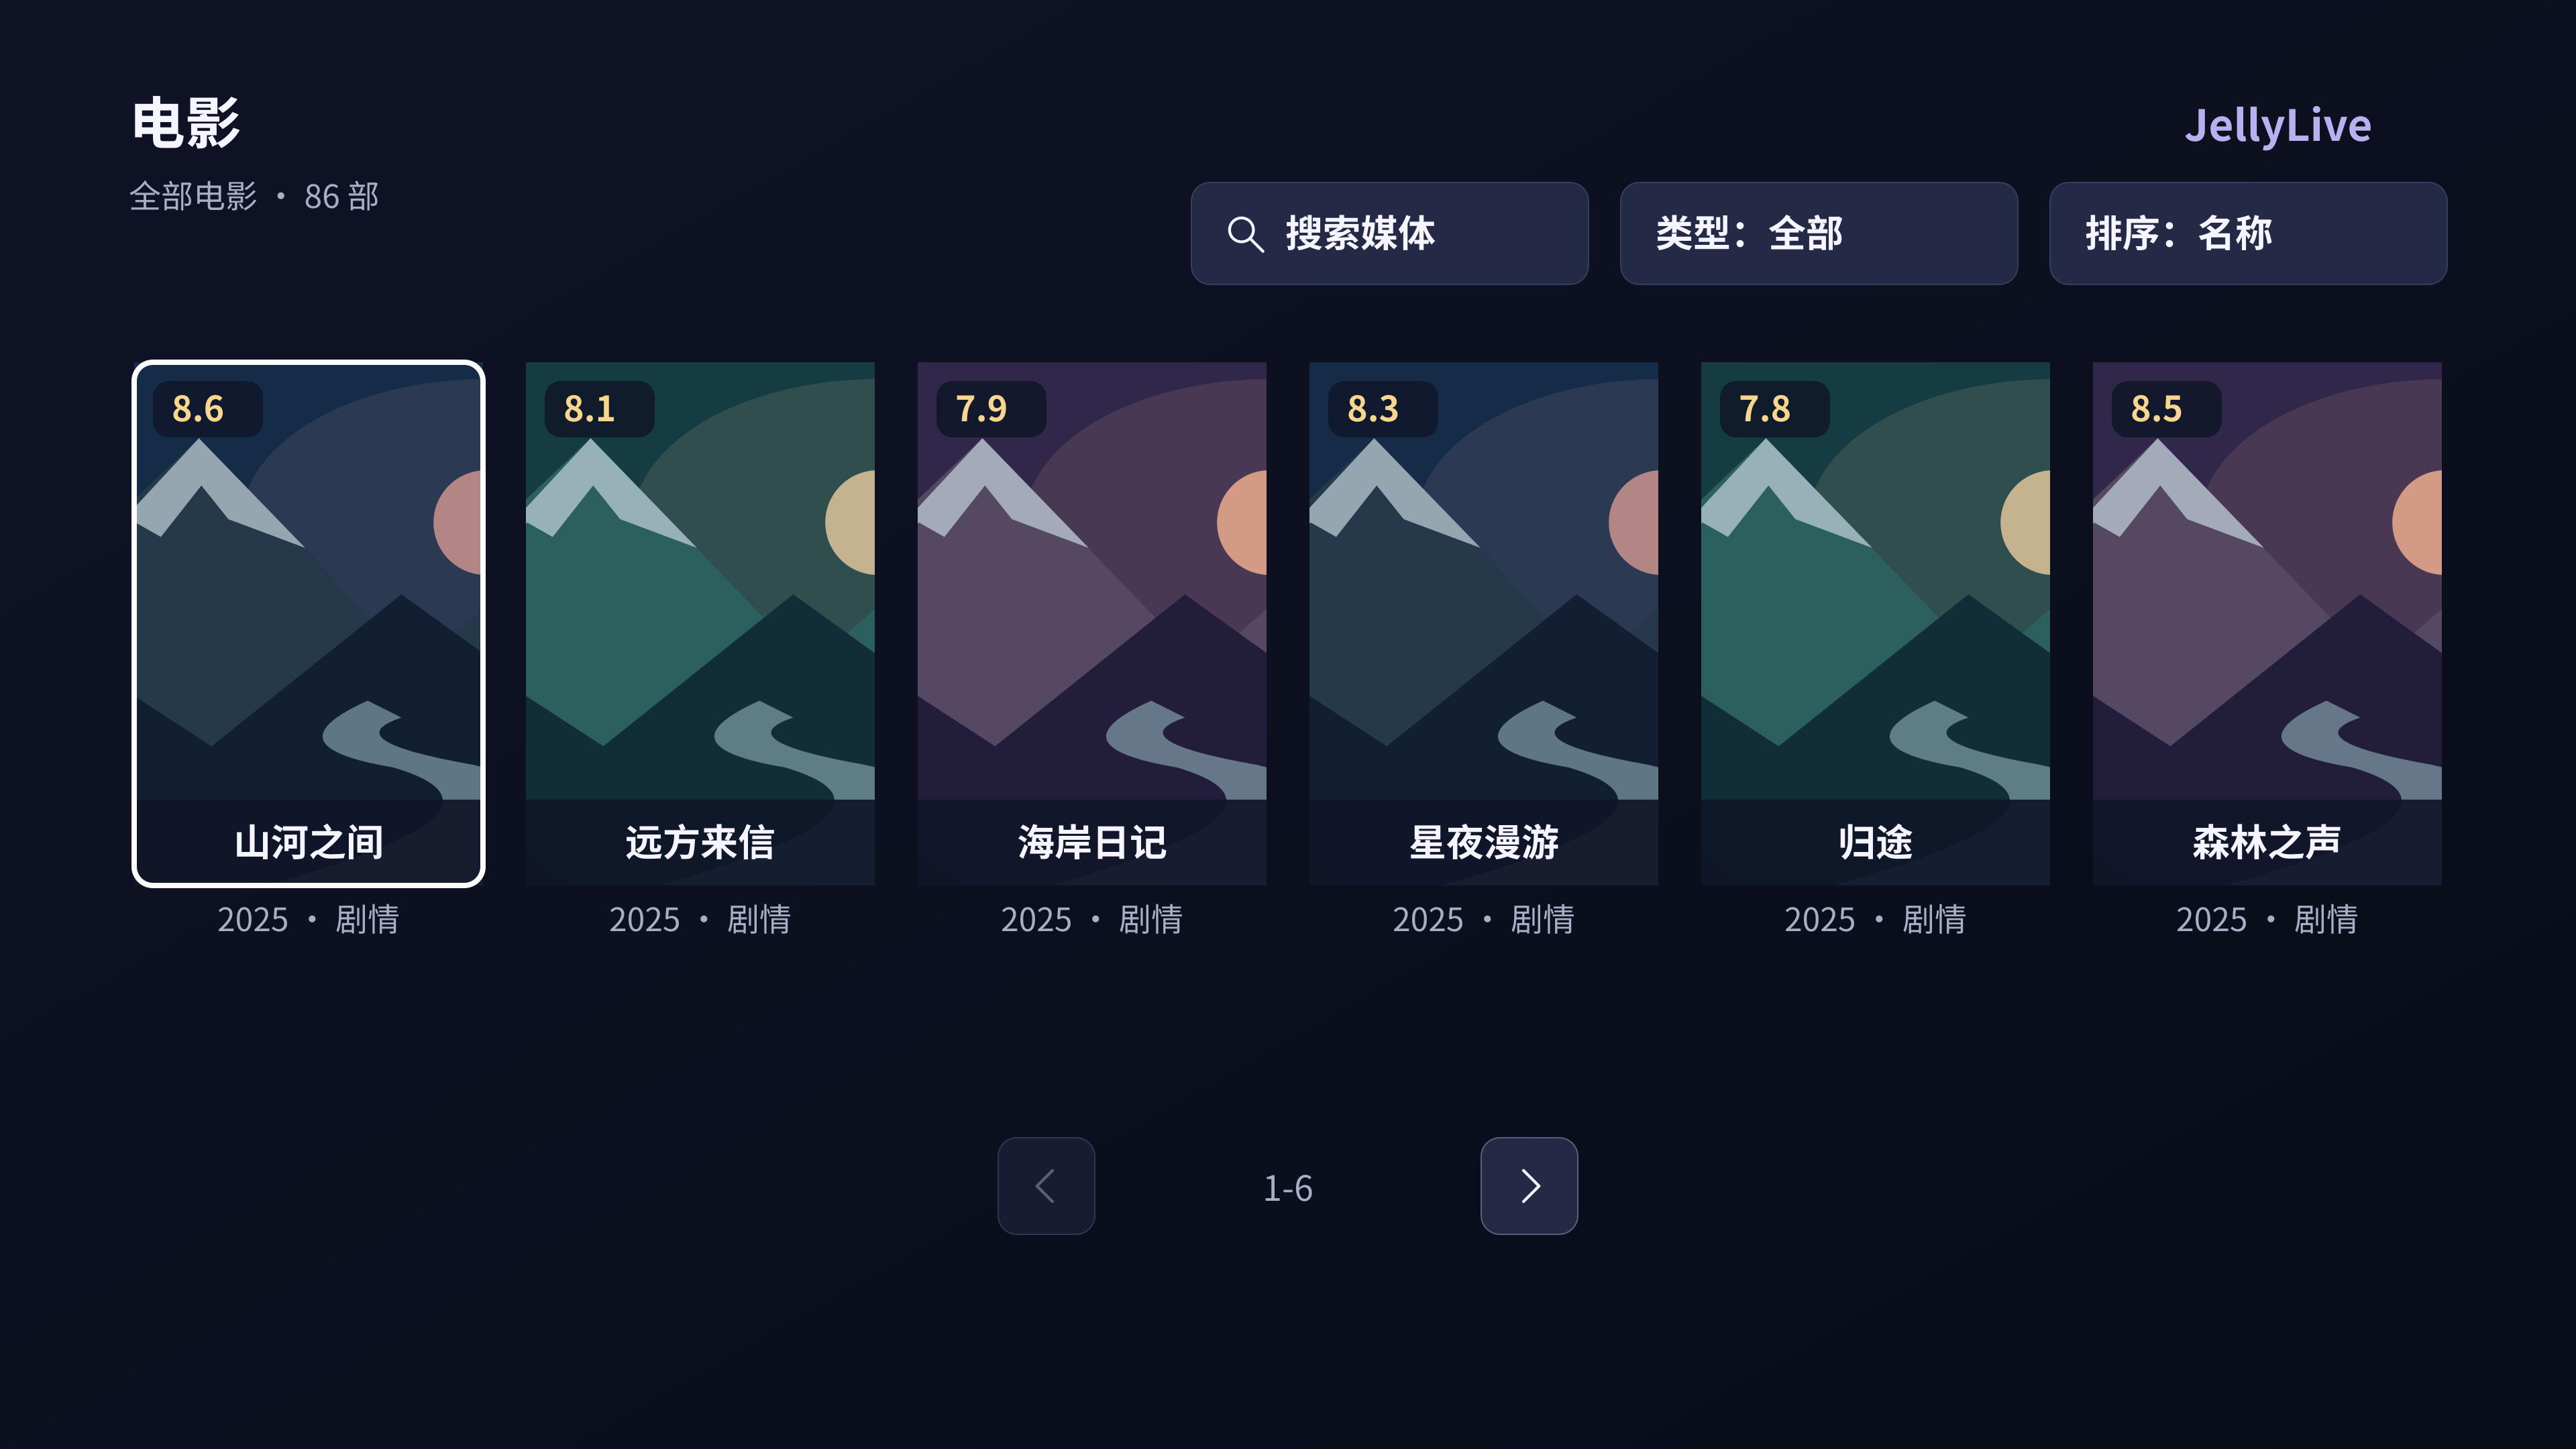 电影
JellyLive
全部电影 · 86 部
搜索媒体
类型：全部
排序：名称
8.6
8.1
7.9
8.3
7.8
8.5
山河之间
远方来信
海岸日记
星夜漫游
归途
森林之声
2025 · 剧情
2025 · 剧情
2025 · 剧情
2025 · 剧情
2025 · 剧情
2025 · 剧情
1-6